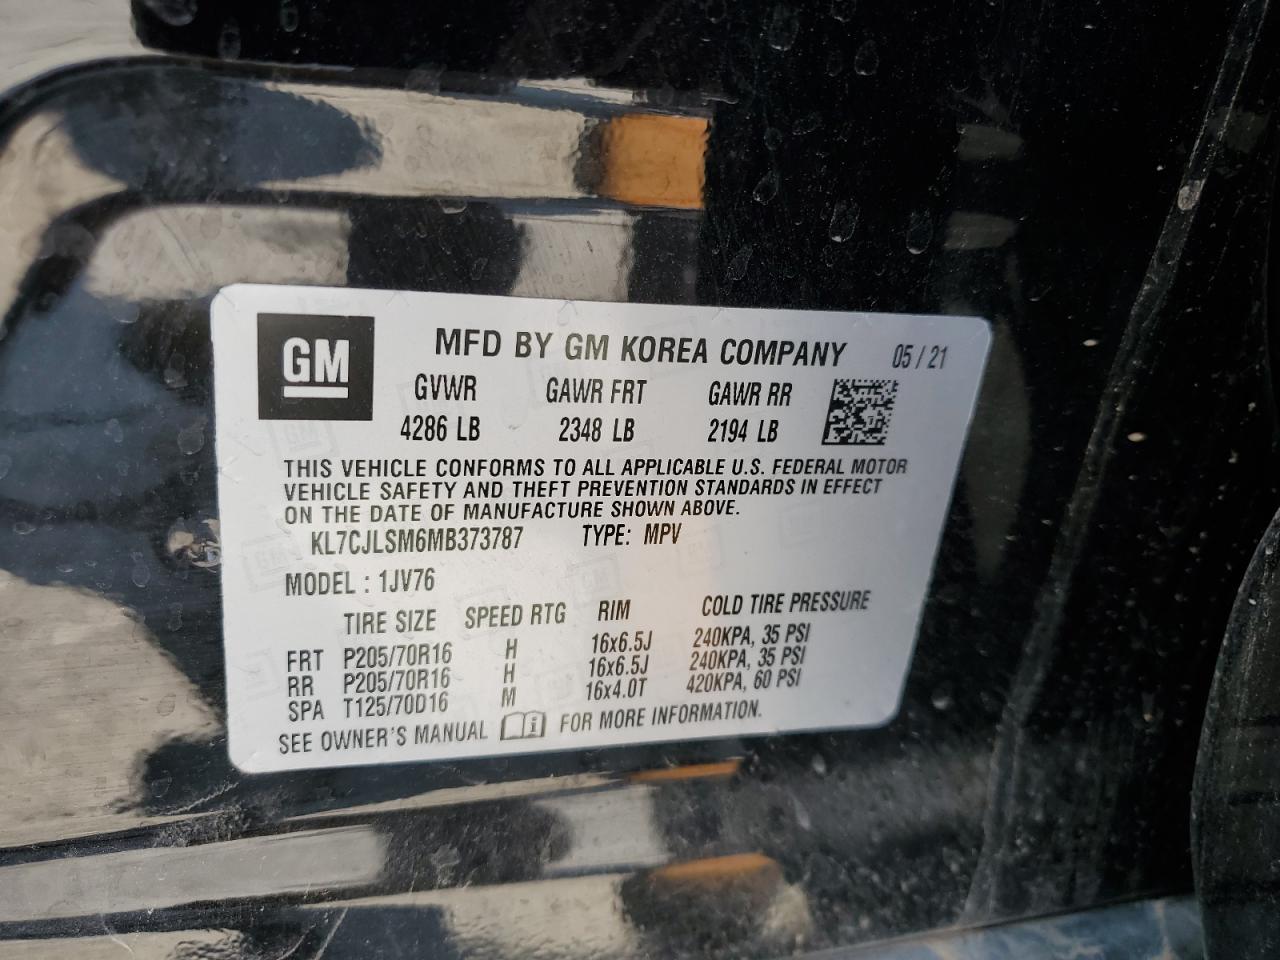 GM
MFD BY GM KOREA COMPANY 05 / 21
GVWR GAWR FRT GAWR RR
4286 LB 2348 LB 2194 LB
THIS VEHICLE CONFORMS TO ALL APPLICABLE U.S. FEDERAL MOTOR
VEHICLE SAFETY AND THEFT PREVENTION STANDARDS IN EFFECT
ON THE DATE OF MANUFACTURE SHOWN ABOVE.
KL7CJLSM6MB373787 TYPE: MPV
MODEL : 1JV76
TIRE SIZE SPEED RTG RIM COLD TIRE PRESSURE
FRT P205/70R16 H 16x6.5J 240KPA, 35 PSI
RR P205/70R16 H 16x6.5J 240KPA, 35 PSI
SPA T125/70D16 M 16x4.0T 420KPA, 60 PSI
SEE OWNER'S MANUAL i FOR MORE INFORMATION.